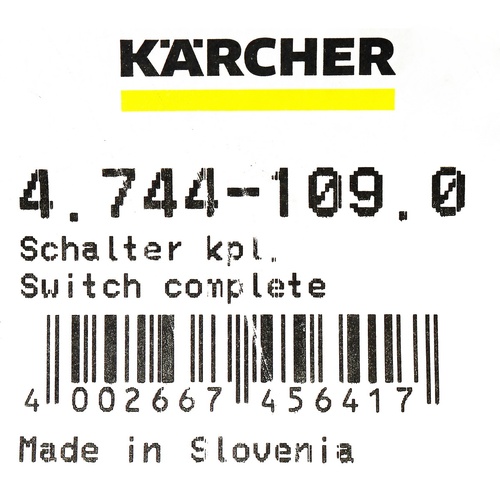 KÄRCHER
4.744-109.0
Schalter kpl.
Switch complete
4 002667 456417
Made in Slovenia